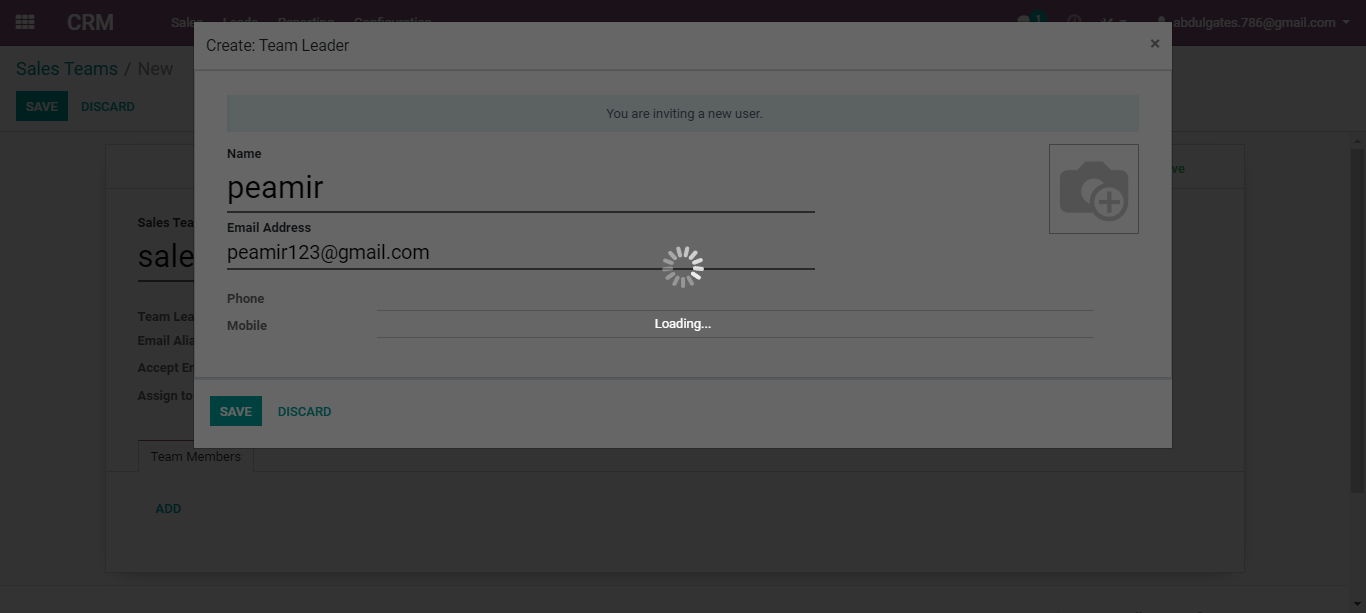 CRM
Sales Leads Reporting Configuration
1
abdulgates.786@gmail.com
Create: Team Leader
×
Sales Teams / New
SAVE DISCARD
You are inviting a new user.
Name
peamir
Email Address
peamir123@gmail.com
Phone
Mobile
Loading...
SAVE DISCARD
Sales Tea
sale
Team Lea
Email Alia
Accept Er
Assign to
ve
Team Members
ADD